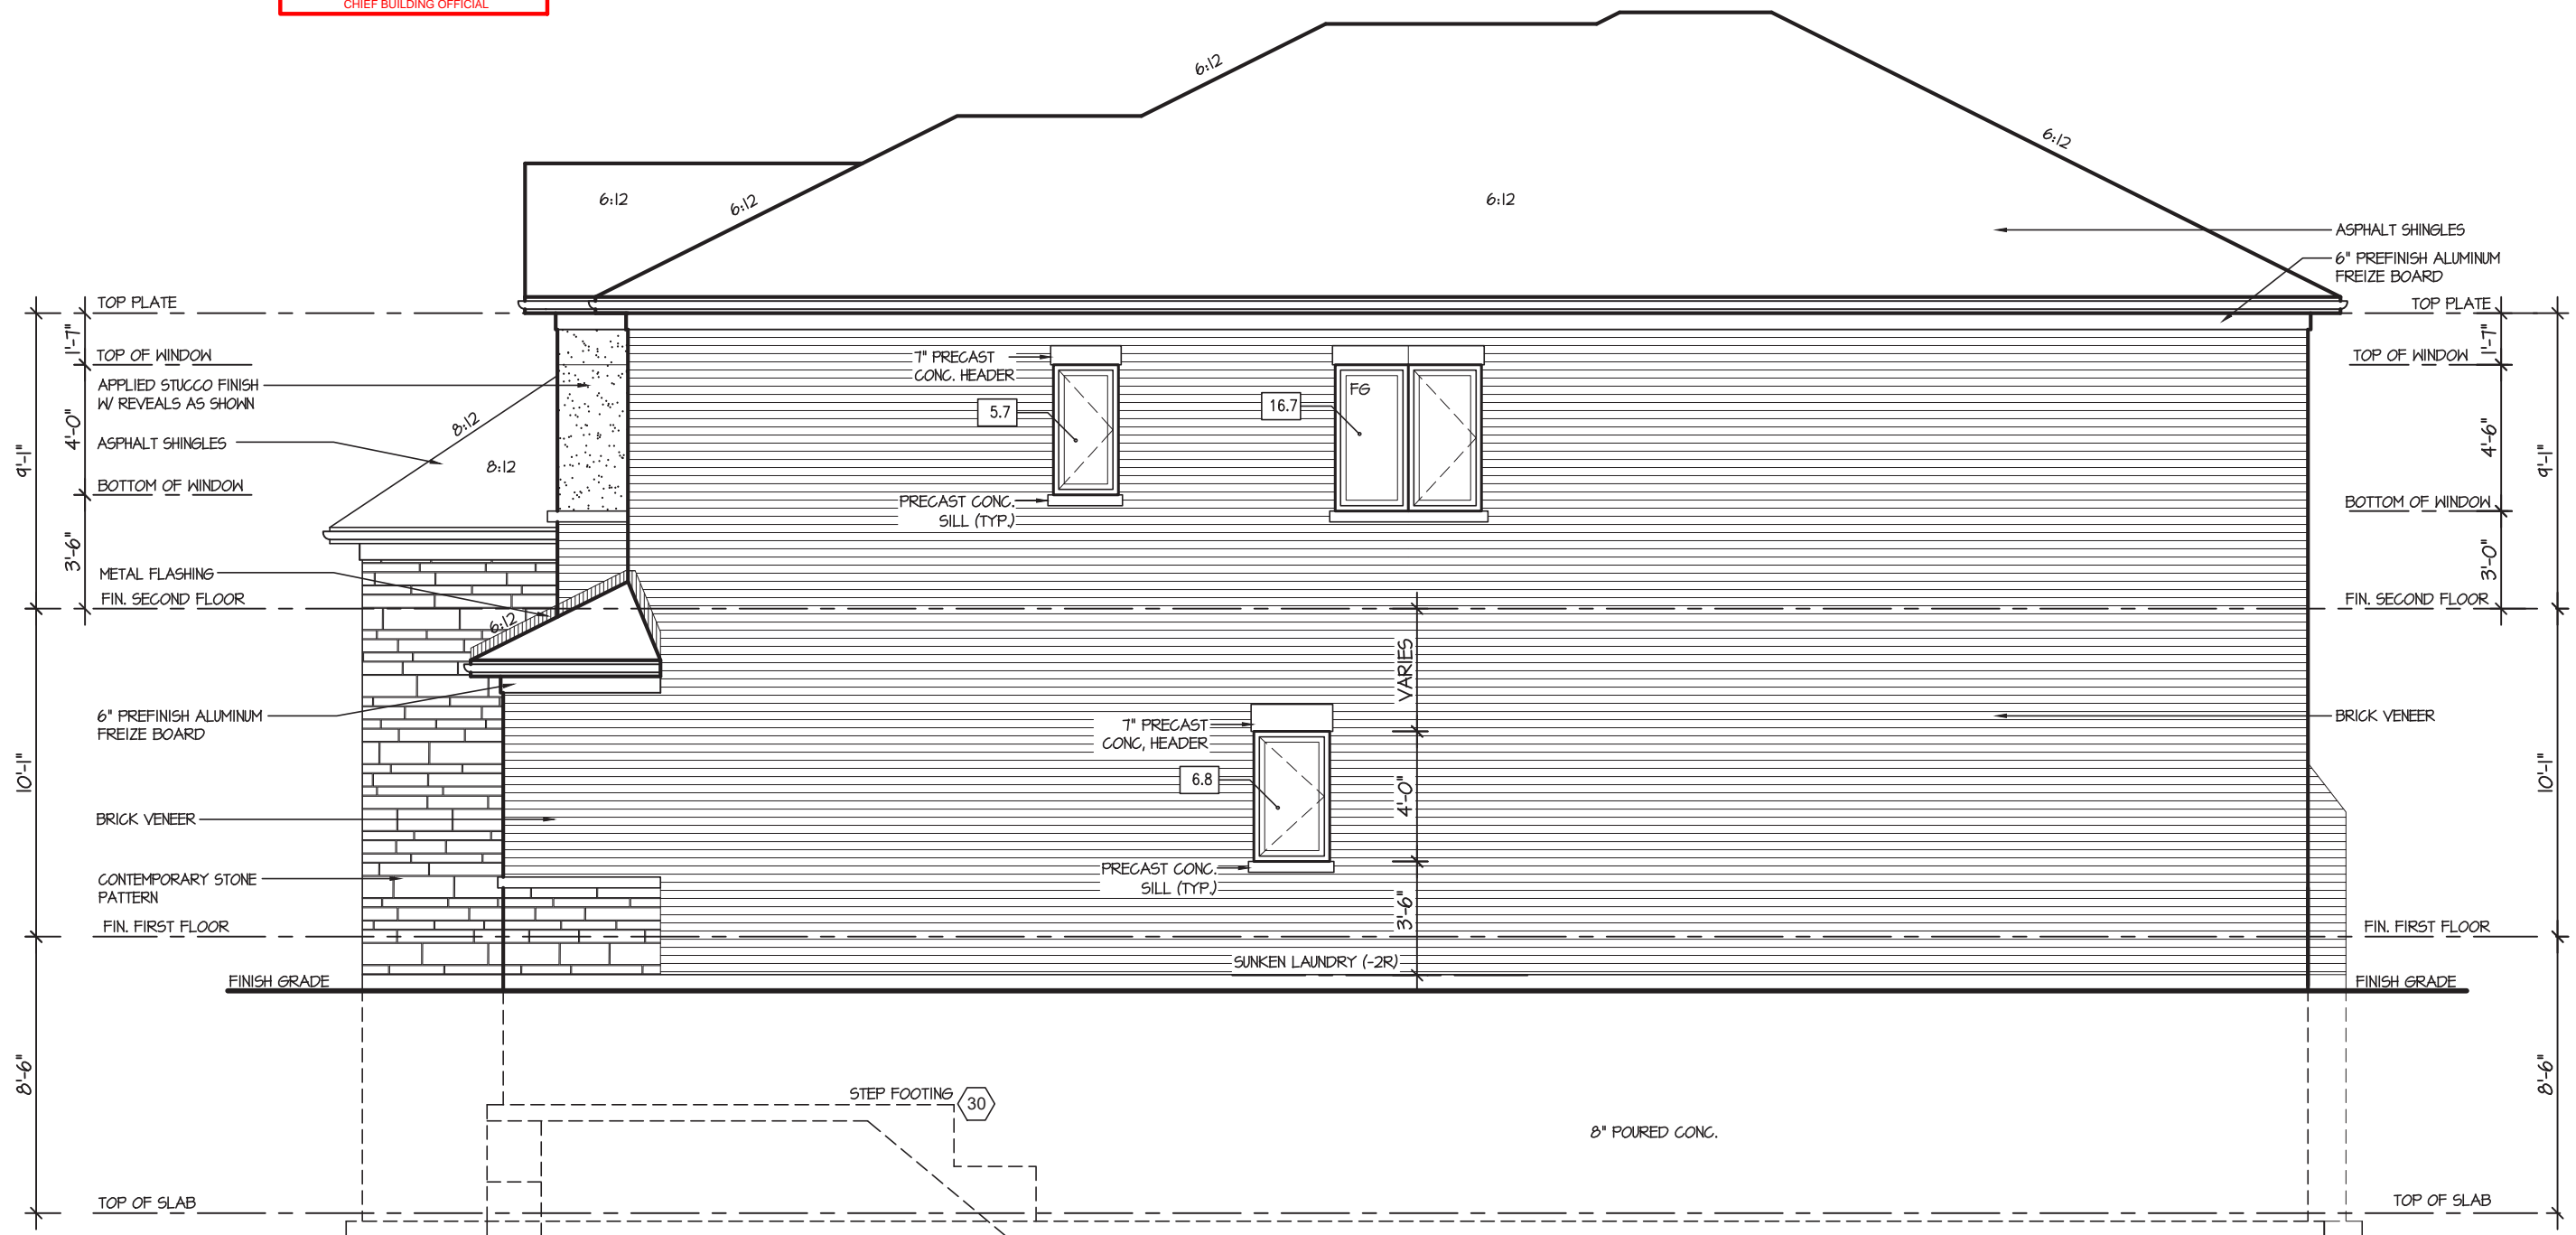 CHIEF BUILDING OFFICIAL
6:12
6:12
6:12
6:12
6:12
ASPHALT SHINGLES
6" PREFINISH ALUMINUM
FREIZE BOARD
TOP PLATE
TOP PLATE
1'-7"
1'-7"
TOP OF WINDOW
TOP OF WINDOW
7" PRECAST
CONC. HEADER
APPLIED STUCCO FINISH
W/ REVEALS AS SHOWN
FG
5.7
16.7
8:12
4'-0"
4'-6"
9'-1"
9'-1"
ASPHALT SHINGLES
8:12
BOTTOM OF WINDOW
BOTTOM OF WINDOW
PRECAST CONC.
SILL (TYP.)
3'-6"
3'-0"
METAL FLASHING
FIN. SECOND FLOOR
FIN. SECOND FLOOR
6:12
VARIES
6" PREFINISH ALUMINUM
FREIZE BOARD
BRICK VENEER
7" PRECAST
CONC, HEADER
10'-1"
10'-1"
6.8
4'-0"
BRICK VENEER
PRECAST CONC.
SILL (TYP.)
CONTEMPORARY STONE
PATTERN
3'-6"
FIN. FIRST FLOOR
FIN. FIRST FLOOR
SUNKEN LAUNDRY (-2R)
FINISH GRADE
FINISH GRADE
8'-6"
8'-6"
STEP FOOTING
30
8" POURED CONC.
TOP OF SLAB
TOP OF SLAB